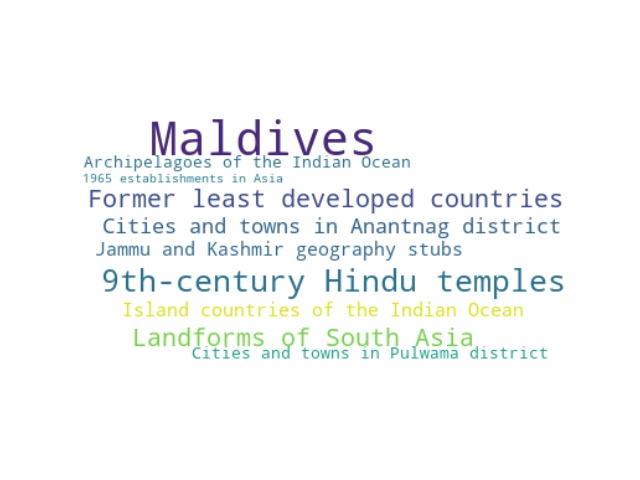 Maldives
Archipelagoes of the Indian Ocean
1965 establishments in Asia
Former least developed countries
Cities and towns in Anantnag district
Jammu and Kashmir geography stubs
9th-century Hindu temples
Island countries of the Indian Ocean
Landforms of South Asia
Cities and towns in Pulwama district